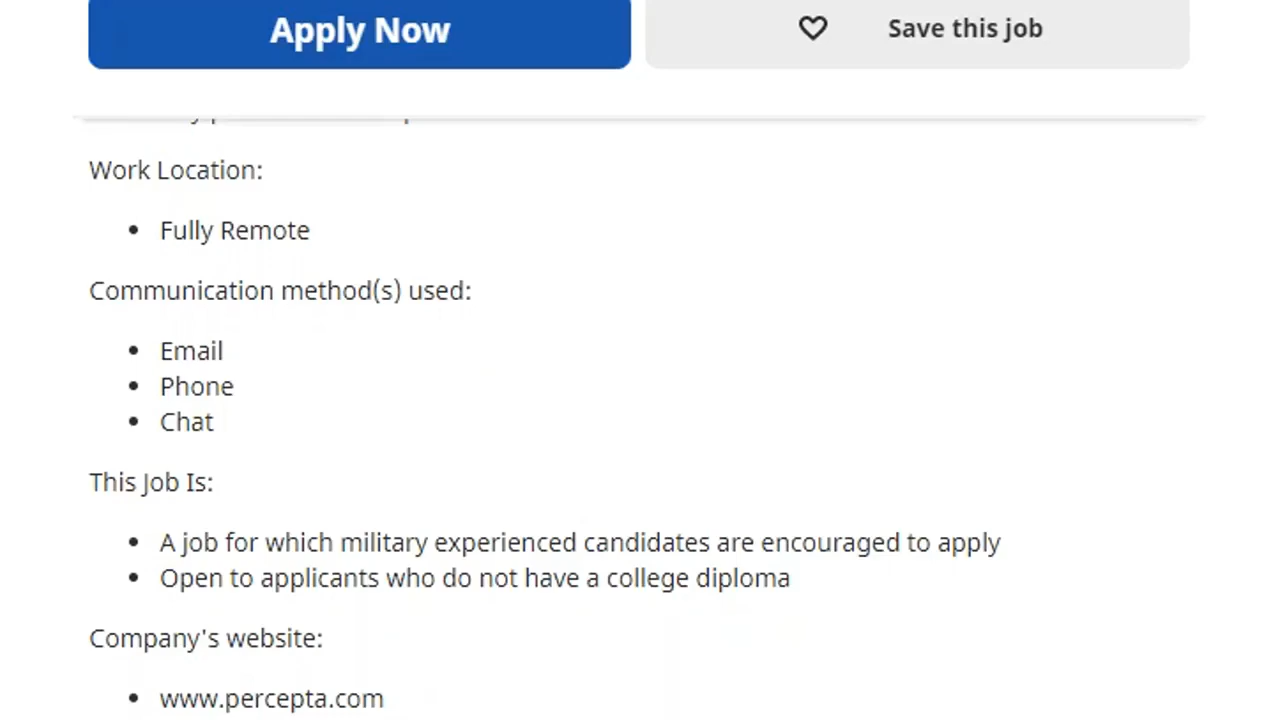 Apply Now
Save this job
Work Location:
Fully Remote
Communication method(s) used:
Email
Phone
Chat
This Job Is:
A job for which military experienced candidates are encouraged to apply
Open to applicants who do not have a college diploma
Company's website:
www.percepta.com